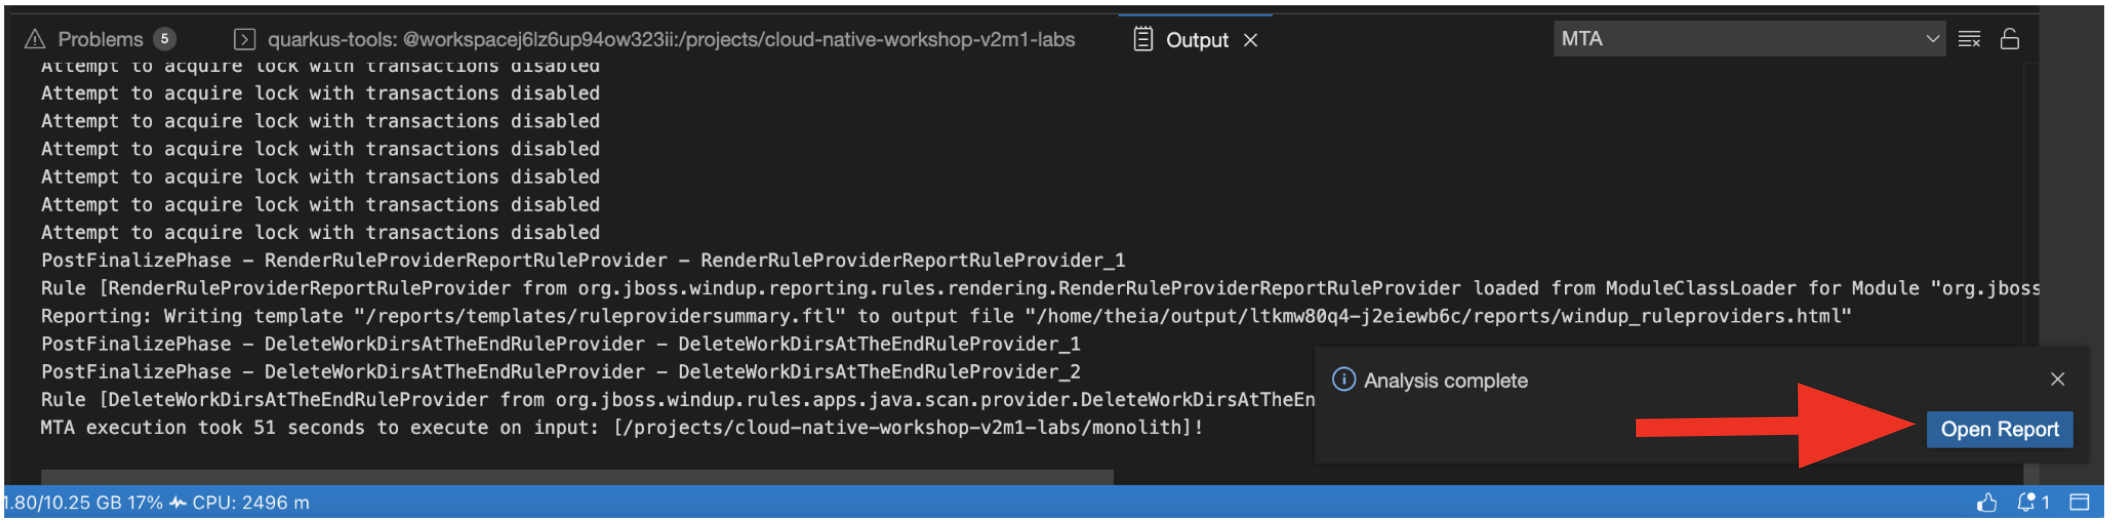 Problems 5 quarkus-tools: @workspacej6lz6up94ow323ii:/projects/cloud-native-workshop-v2m1-labs Output × MTA
Attempt to acquire lock with transactions disabled
Attempt to acquire lock with transactions disabled
Attempt to acquire lock with transactions disabled
Attempt to acquire lock with transactions disabled
Attempt to acquire lock with transactions disabled
Attempt to acquire lock with transactions disabled
Attempt to acquire lock with transactions disabled
PostFinalizePhase – RenderRuleProviderReportRuleProvider – RenderRuleProviderReportRuleProvider_1
Rule [RenderRuleProviderReportRuleProvider from org.jboss.windup.reporting.rules.rendering.RenderRuleProviderReportRuleProvider loaded from ModuleClassLoader for Module "org.jboss
Reporting: Writing template "/reports/templates/ruleprovidersummary.ftl" to output file "/home/theia/output/ltkmw80q4-j2eiewb6c/reports/windup_ruleproviders.html"
PostFinalizePhase – DeleteWorkDirsAtTheEndRuleProvider – DeleteWorkDirsAtTheEndRuleProvider_1
PostFinalizePhase – DeleteWorkDirsAtTheEndRuleProvider – DeleteWorkDirsAtTheEndRuleProvider_2
Rule [DeleteWorkDirsAtTheEndRuleProvider from org.jboss.windup.rules.apps.java.scan.provider.DeleteWorkDirsAtTheEn
MTA execution took 51 seconds to execute on input: [/projects/cloud-native-workshop-v2m1-labs/monolith]!
Analysis complete
Open Report
1.80/10.25 GB 17% CPU: 2496 m 1